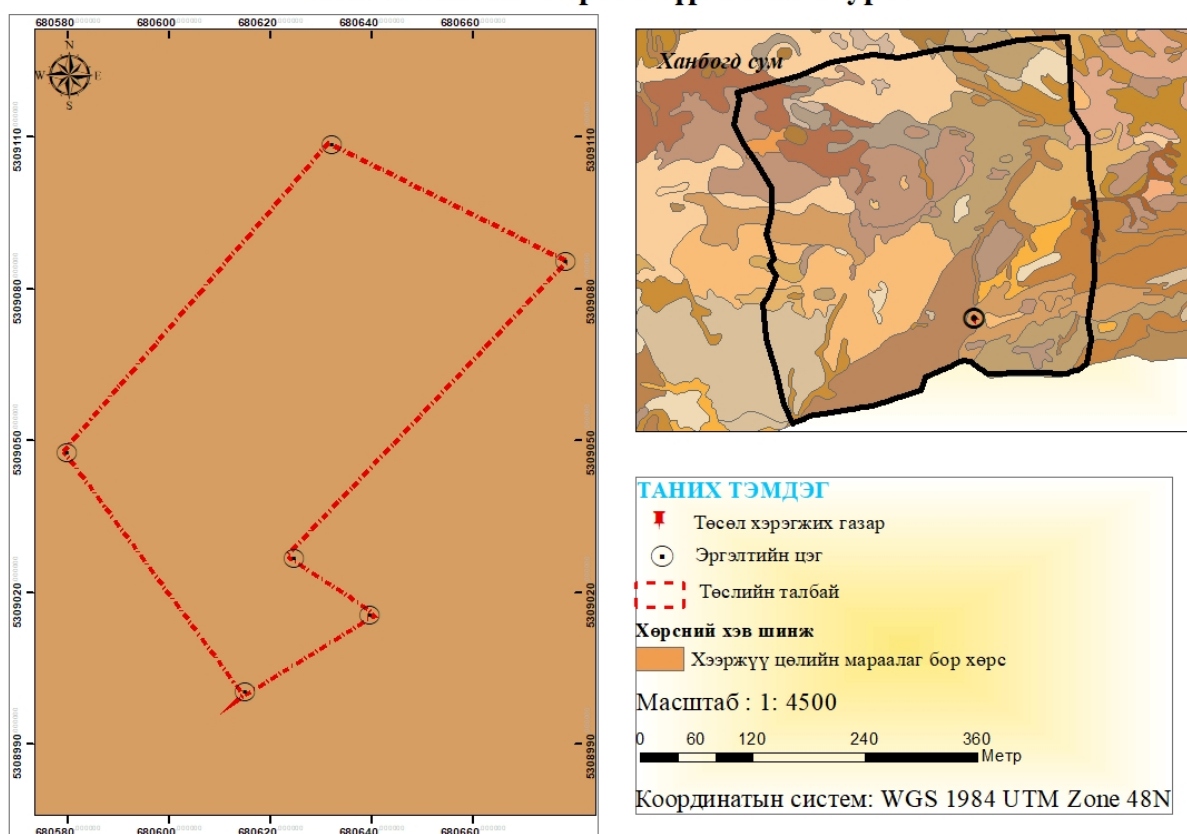 680580 680600 680620 680640 680660
N
W E
S
5309110 5309110
5309080 5309080
5309050 5309050
5309020 5309020
5308990 5308990
680580 680600 680620 680640 680660
Ханбогд сум
ТАНИХ ТЭМДЭГ
Төсөл хэрэгжих газар
Эргэлтийн цэг
Төслийн талбай
Хөрсний хэв шинж
Хээржүү цөлийн мараалаг бор хөрс
Масштаб : 1: 4500
0 60 120 240 360
Метр
Координатын систем: WGS 1984 UTM Zone 48N